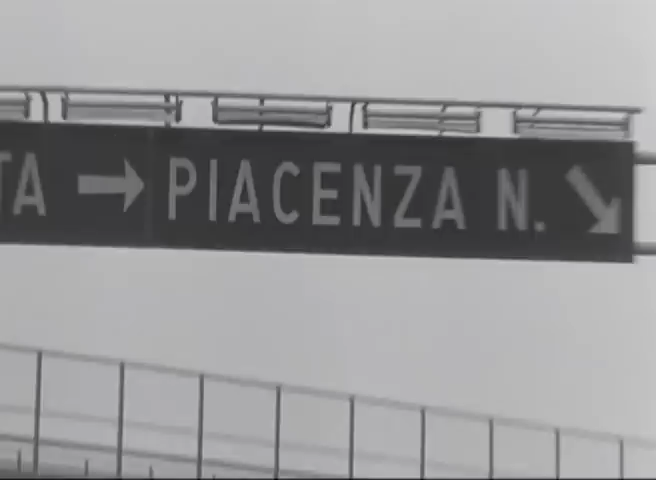 TA → PIACENZA N. ↘